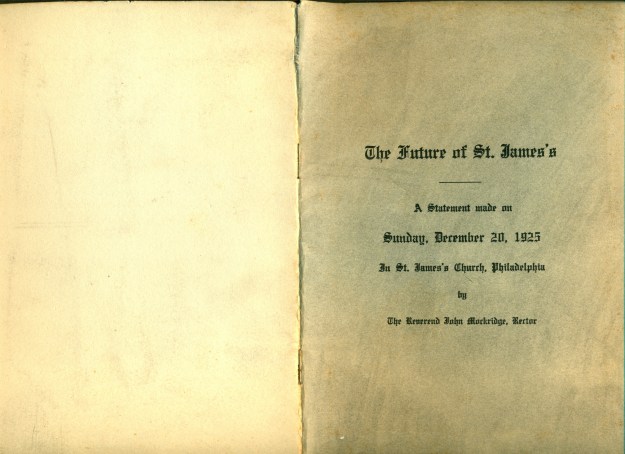 The Future of St. James's
A Statement made on
Sunday, December 20, 1925
In St. James's Church, Philadelphia
by
The Reverend John Mockridge, Rector